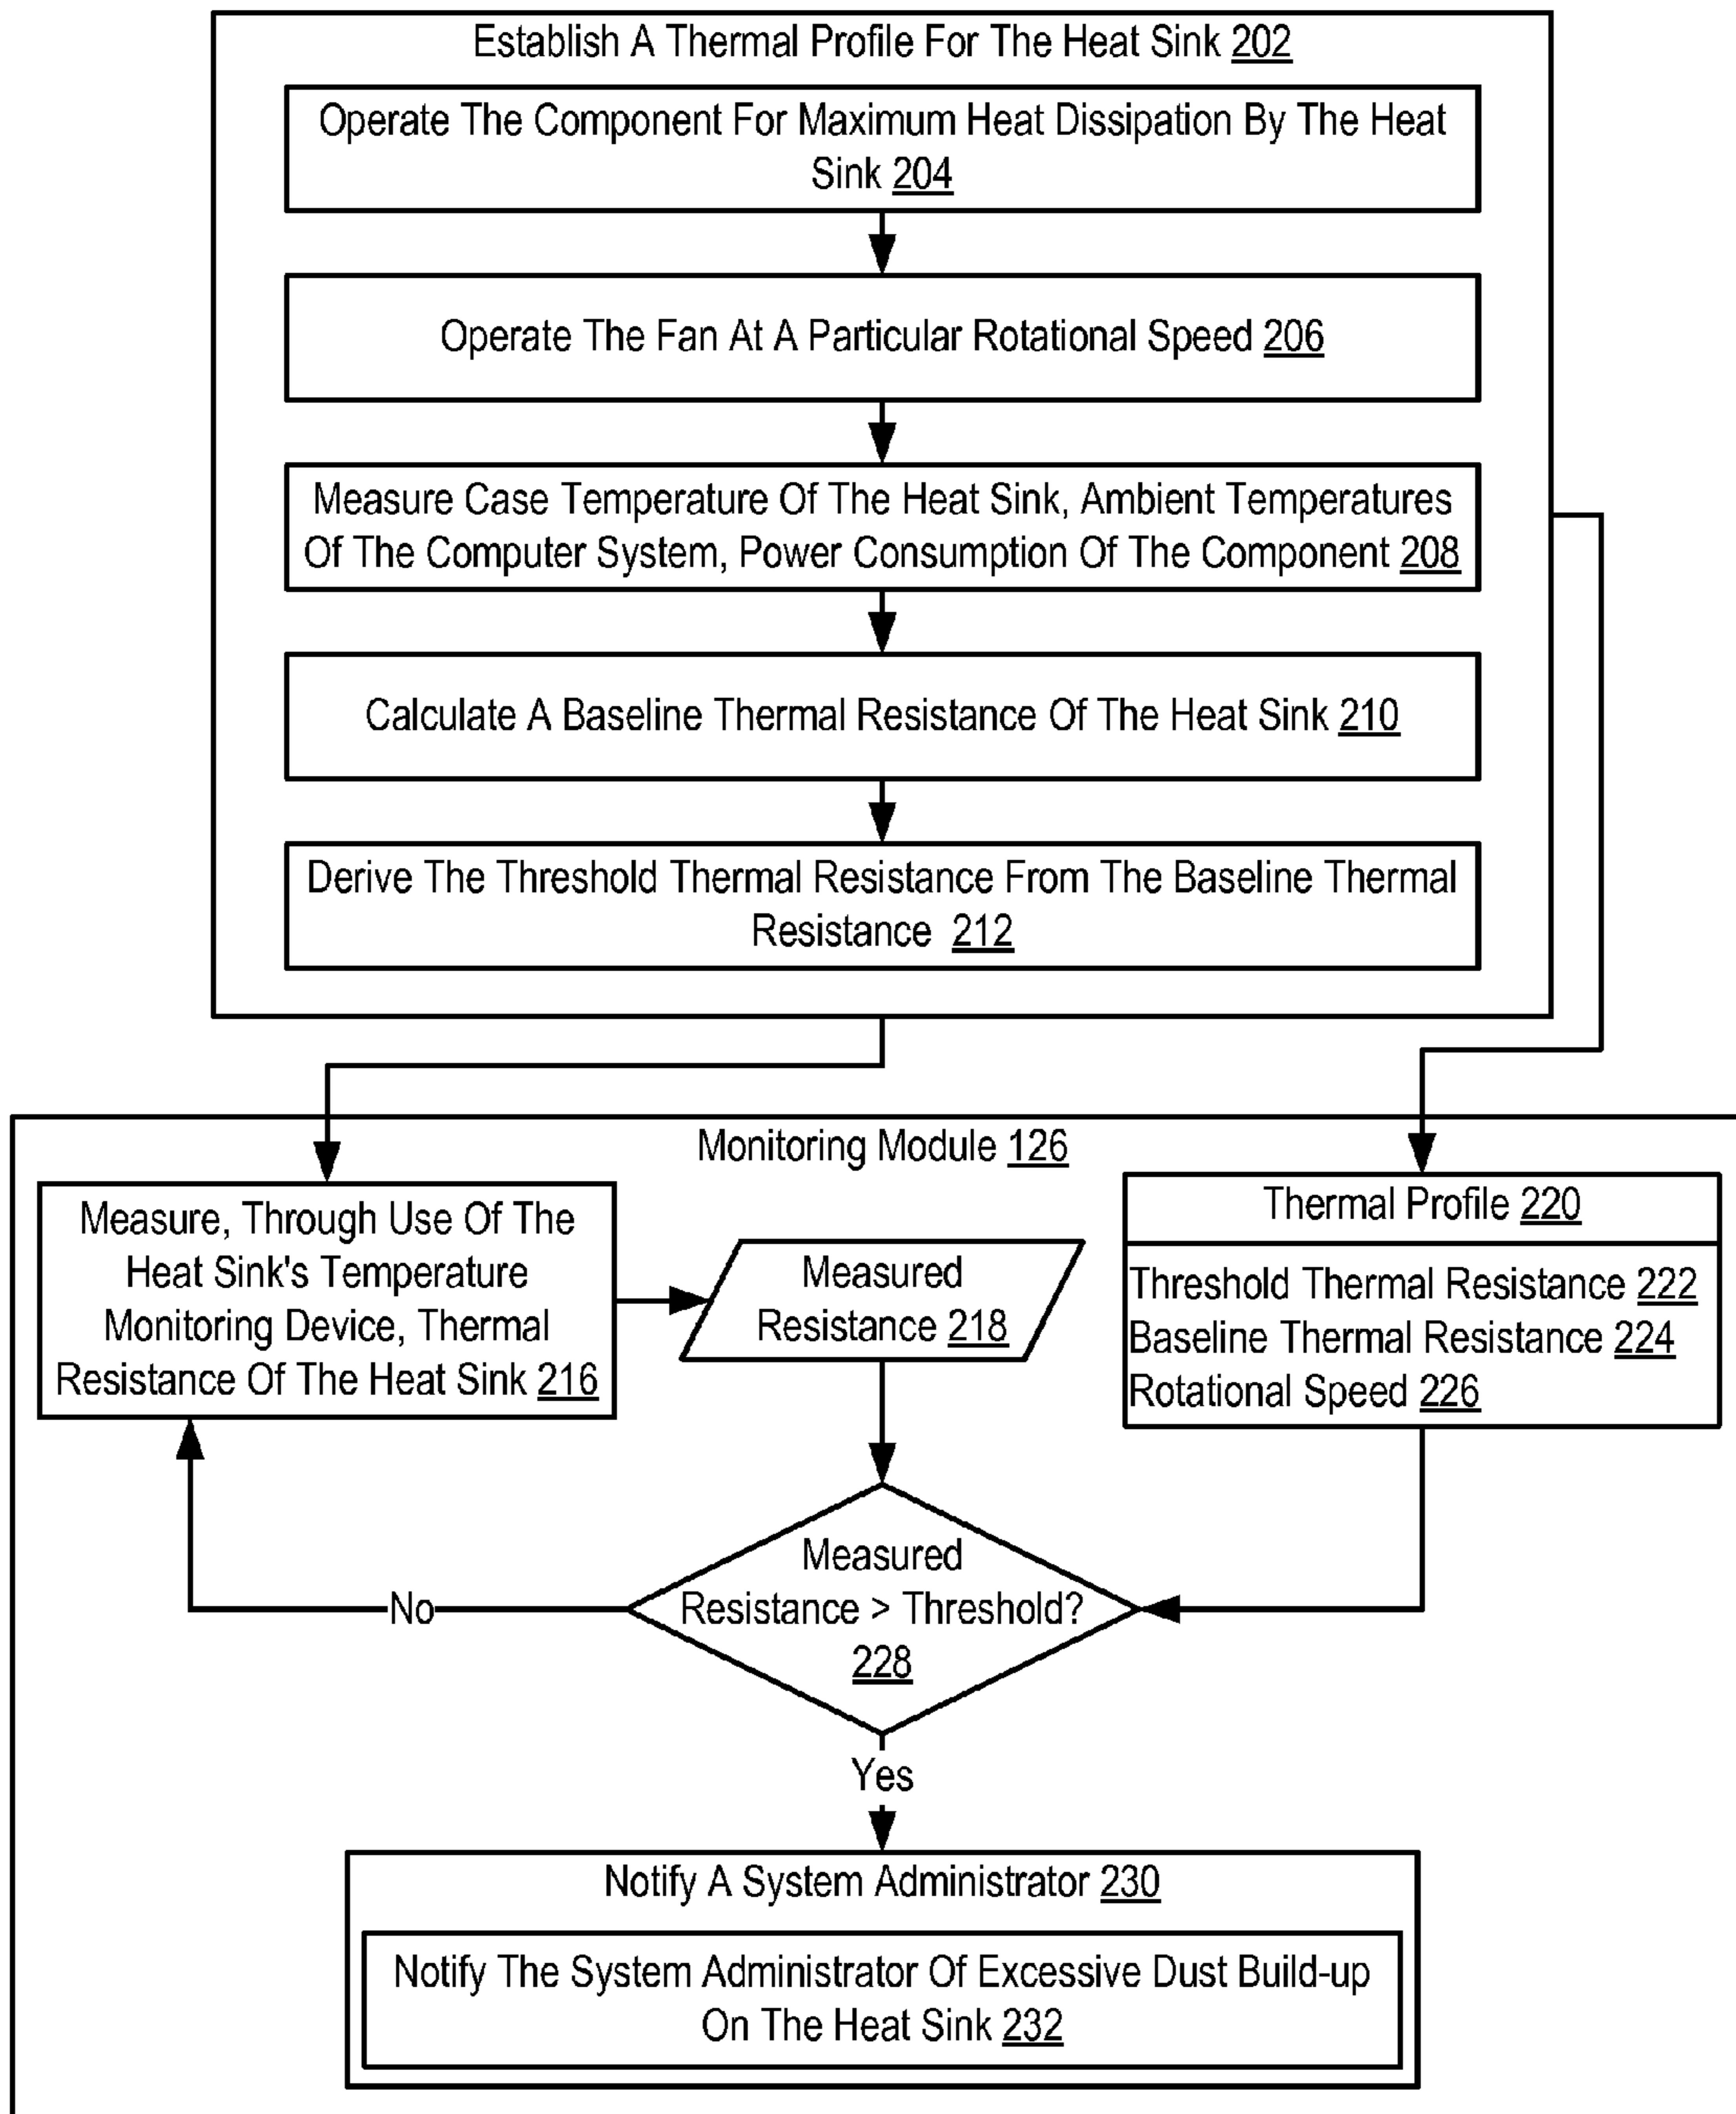 Establish A Thermal Profile For The Heat Sink 202
Operate The Component For Maximum Heat Dissipation By The Heat
Sink 204
Operate The Fan At A Particular Rotational Speed 206
Measure Case Temperature Of The Heat Sink, Ambient Temperatures
Of The Computer System, Power Consumption Of The Component 208
Calculate A Baseline Thermal Resistance Of The Heat Sink 210
Derive The Threshold Thermal Resistance From The Baseline Thermal
Resistance 212
Monitoring Module 126
Measure, Through Use Of The
Heat Sink's Temperature
Monitoring Device, Thermal
Resistance Of The Heat Sink 216
Measured
Resistance 218
Thermal Profile 220
Threshold Thermal Resistance 222
Baseline Thermal Resistance 224
Rotational Speed 226
Measured
Resistance > Threshold?
228
No
Yes
Notify A System Administrator 230
Notify The System Administrator Of Excessive Dust Build-up
On The Heat Sink 232